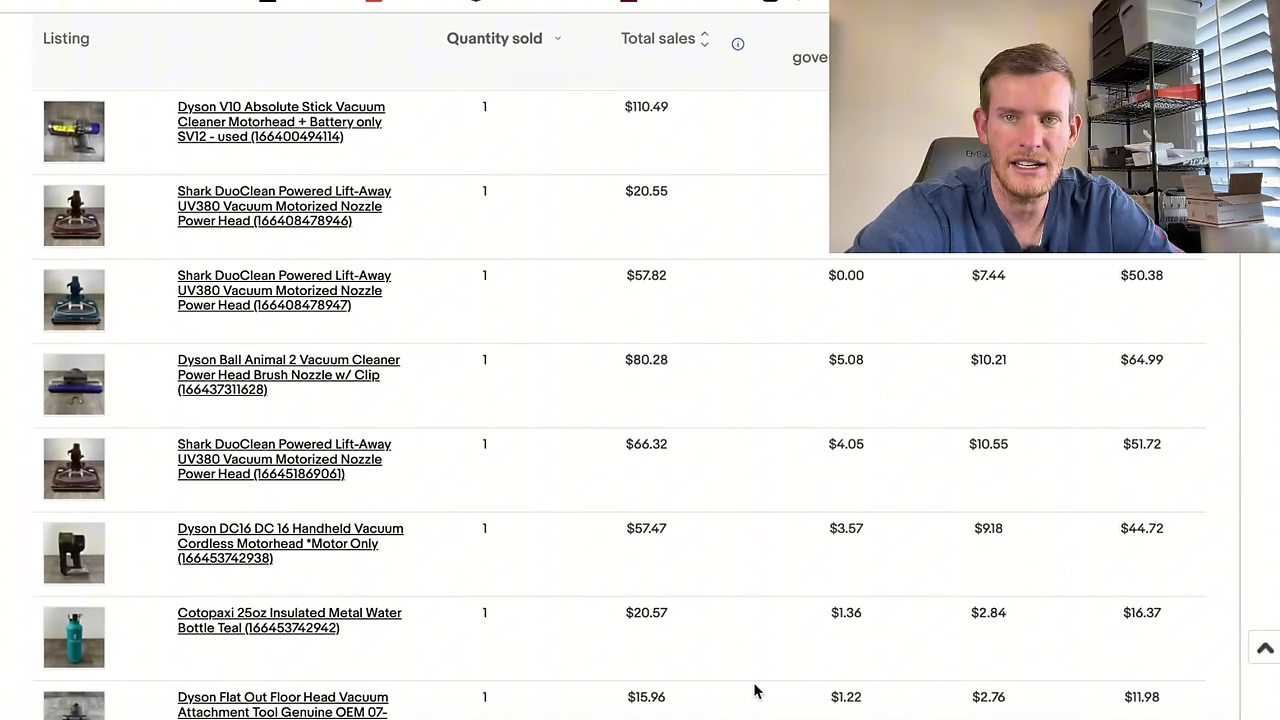 Listing
Quantity sold
Total sales
gove
Dyson V10 Absolute Stick Vacuum
Cleaner Motorhead + Battery only
SV12 - used (166400494114)
1
$110.49
Shark DuoClean Powered Lift-Away
UV380 Vacuum Motorized Nozzle
Power Head (166408478946)
1
$20.55
Shark DuoClean Powered Lift-Away
UV380 Vacuum Motorized Nozzle
Power Head (166408478947)
1
$57.82
$0.00
$7.44
$50.38
Dyson Ball Animal 2 Vacuum Cleaner
Power Head Brush Nozzle w/ Clip
(166437311628)
1
$80.28
$5.08
$10.21
$64.99
Shark DuoClean Powered Lift-Away
UV380 Vacuum Motorized Nozzle
Power Head (166451869061)
1
$66.32
$4.05
$10.55
$51.72
Dyson DC16 DC 16 Handheld Vacuum
Cordless Motorhead *Motor Only
(166453742938)
1
$57.47
$3.57
$9.18
$44.72
Cotopaxi 25oz Insulated Metal Water
Bottle Teal (166453742942)
1
$20.57
$1.36
$2.84
$16.37
Dyson Flat Out Floor Head Vacuum
Attachment Tool Genuine OEM 07-
1
$15.96
$1.22
$2.76
$11.98